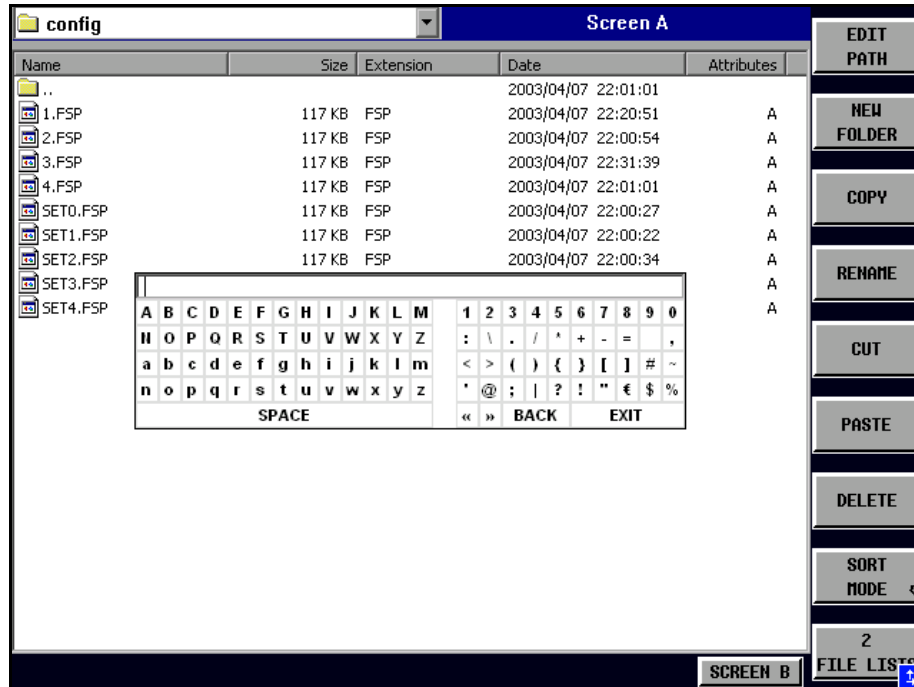 config Screen A
Name Size Extension Date Attributes
.. 2003/04/07 22:01:01
1.FSP 117 KB FSP 2003/04/07 22:20:51 A
2.FSP 117 KB FSP 2003/04/07 22:00:54 A
3.FSP 117 KB FSP 2003/04/07 22:31:39 A
4.FSP 117 KB FSP 2003/04/07 22:01:01 A
SET0.FSP 117 KB FSP 2003/04/07 22:00:27 A
SET1.FSP 117 KB FSP 2003/04/07 22:00:22 A
SET2.FSP 117 KB FSP 2003/04/07 22:00:34 A
SET3.FSP A
SET4.FSP A
A B C D E F G H I J K L M 1 2 3 4 5 6 7 8 9 0
N O P Q R S T U V W X Y Z : \ . / * + - = ,
a b c d e f g h i j k l m < > ( ) { } [ ] # ~
n o p q r s t u v w x y z ' @ ; | ? ! " € $ %
SPACE « » BACK EXIT
SCREEN B
EDIT
PATH
NEW
FOLDER
COPY
RENAME
CUT
PASTE
DELETE
SORT
MODE
2
FILE LISTS